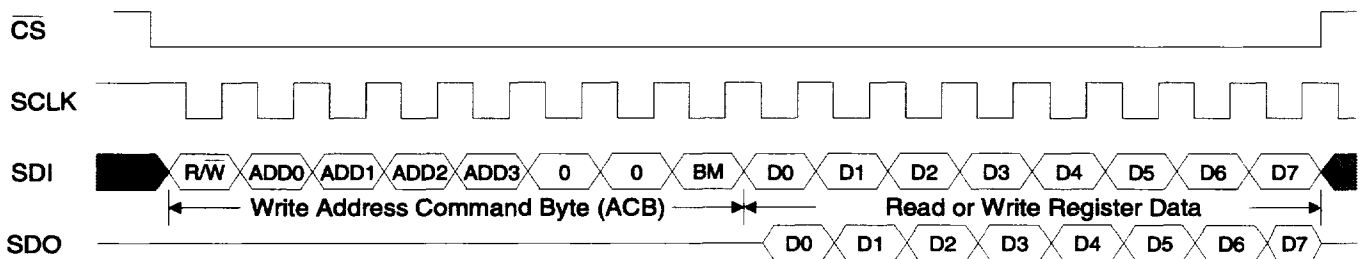 CS
SCLK
SDI R/W ADD0 ADD1 ADD2 ADD3 0 0 BM D0 D1 D2 D3 D4 D5 D6 D7
Write Address Command Byte (ACB) Read or Write Register Data
SDO D0 D1 D2 D3 D4 D5 D6 D7